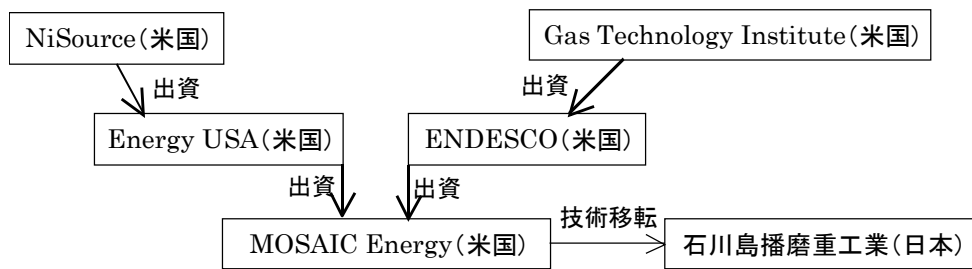 NiSource(米国)
Gas Technology Institute(米国)
出資
出資
Energy USA(米国)
ENDESCO(米国)
出資
出資
技術移転
MOSAIC Energy(米国)
石川島播磨重工業(日本)